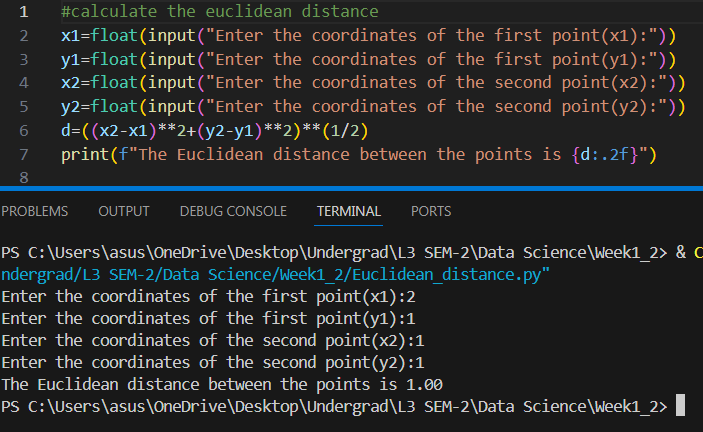 1 #calculate the euclidean distance
2 x1=float(input("Enter the coordinates of the first point(x1):"))
3 y1=float(input("Enter the coordinates of the first point(y1):"))
4 x2=float(input("Enter the coordinates of the second point(x2):"))
5 y2=float(input("Enter the coordinates of the second point(y2):"))
6 d=((x2-x1)**2+(y2-y1)**2)**(1/2)
7 print(f"The Euclidean distance between the points is {d:.2f}")
8
PROBLEMS OUTPUT DEBUG CONSOLE TERMINAL PORTS
PS C:\Users\asus\OneDrive\Desktop\Undergrad\L3 SEM-2\Data Science\Week1_2> & C
ndergrad/L3 SEM-2/Data Science/Week1_2/Euclidean_distance.py"
Enter the coordinates of the first point(x1):2
Enter the coordinates of the first point(y1):1
Enter the coordinates of the second point(x2):1
Enter the coordinates of the second point(y2):1
The Euclidean distance between the points is 1.00
PS C:\Users\asus\OneDrive\Desktop\Undergrad\L3 SEM-2\Data Science\Week1_2>